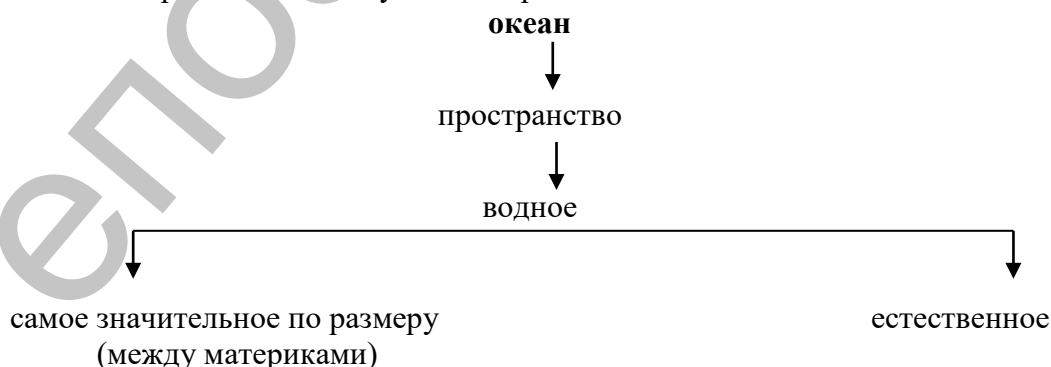 океан
пространство
водное
самое значительное по размеру
естественное
(между материками)